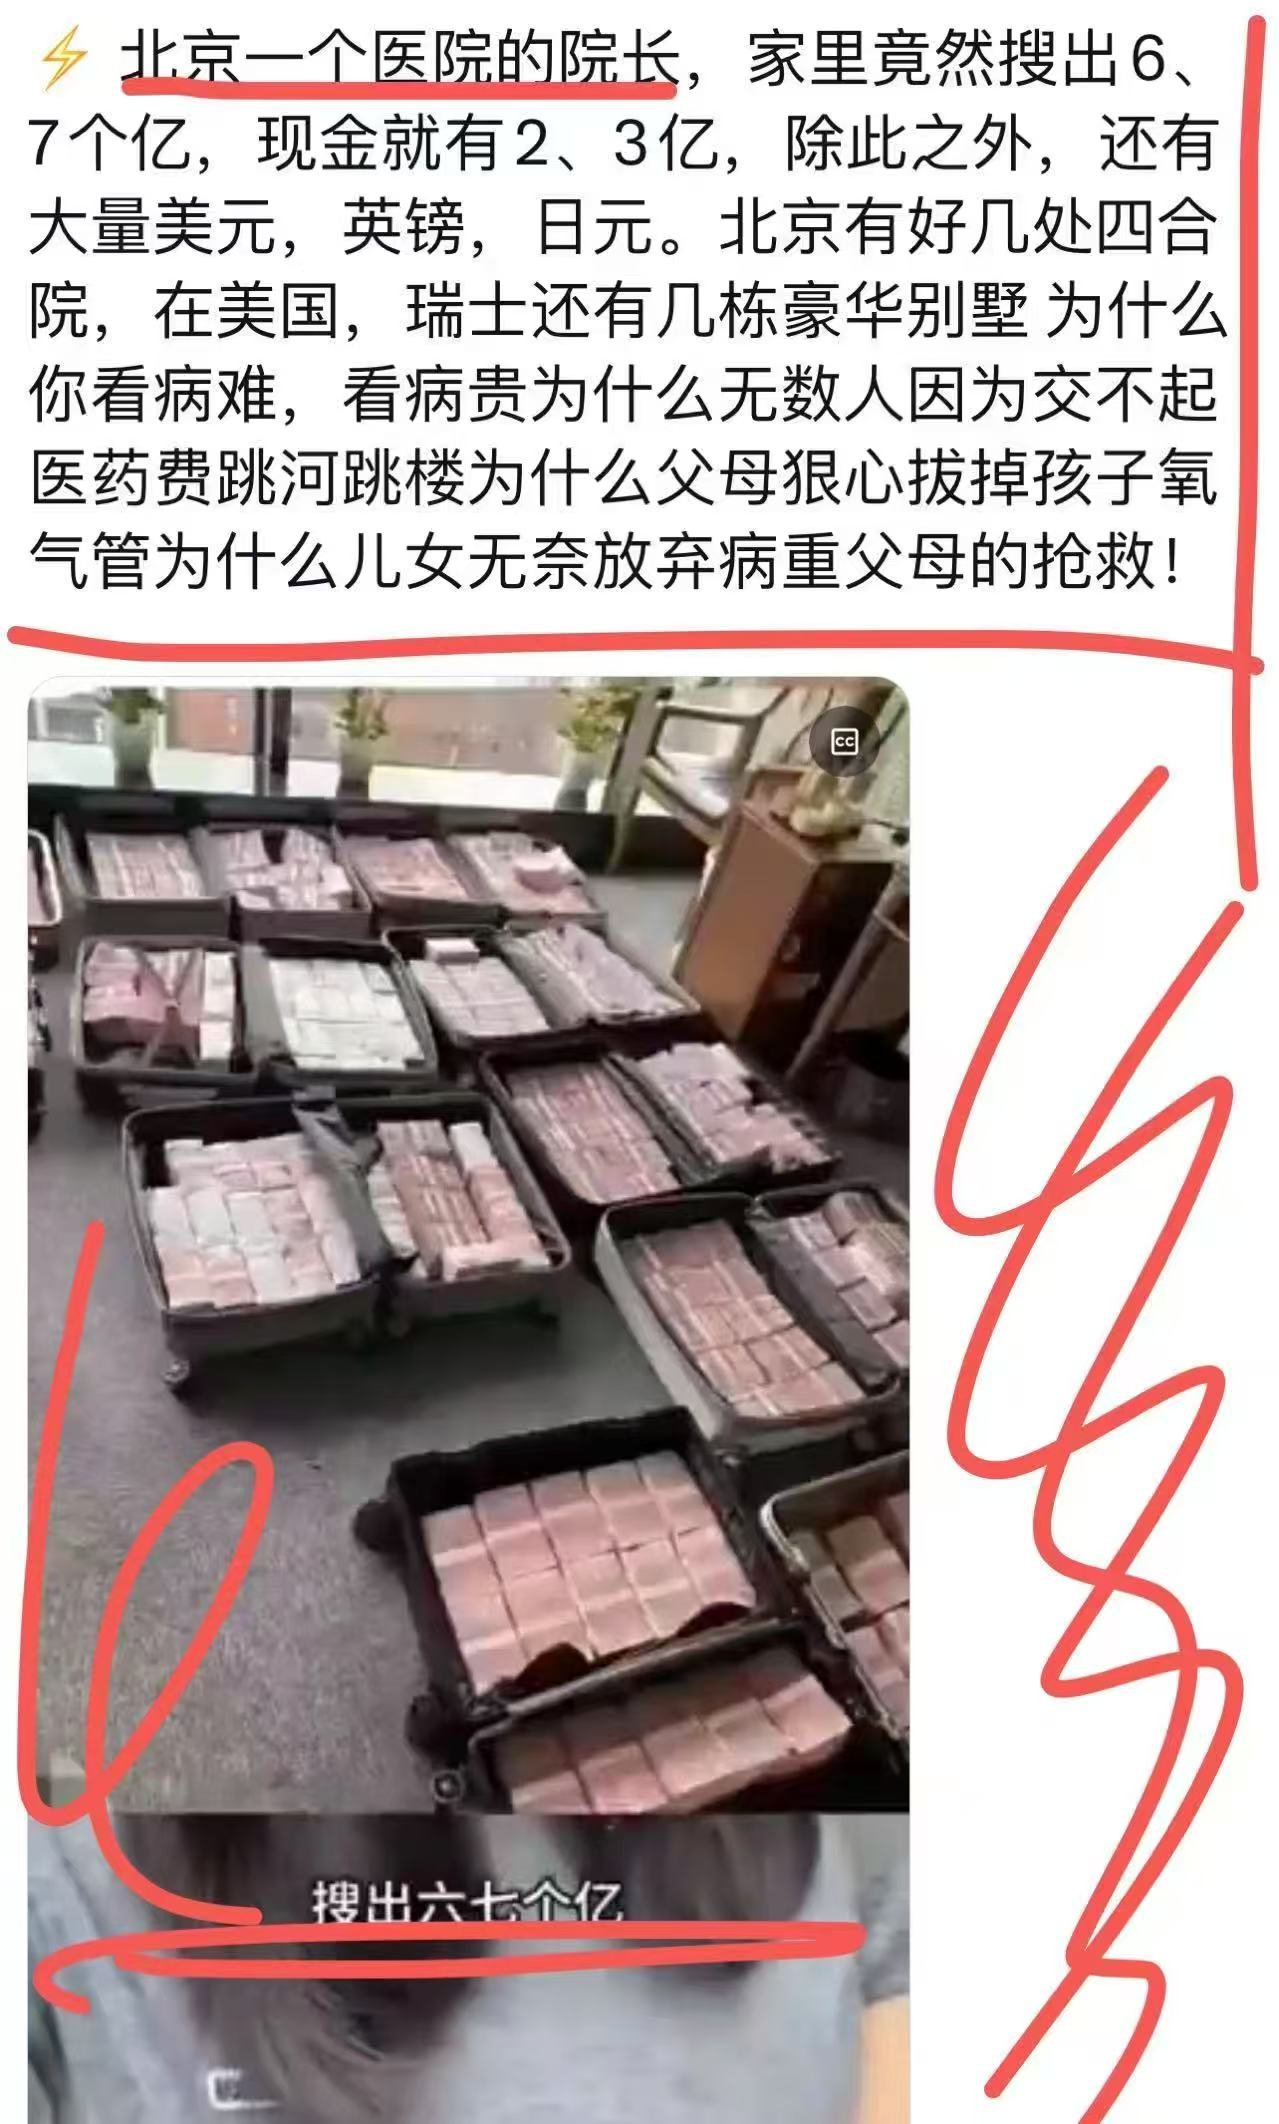 ⚡ 北京一个医院的院长，家里竟然搜出6、
7个亿，现金就有2、3亿，除此之外，还有
大量美元，英镑，日元。北京有好几处四合
院，在美国，瑞士还有几栋豪华别墅 为什么
你看病难，看病贵为什么无数人因为交不起
医药费跳河跳楼为什么父母狠心拔掉孩子氧
气管为什么儿女无奈放弃病重父母的抢救！
CC
搜出六七个亿